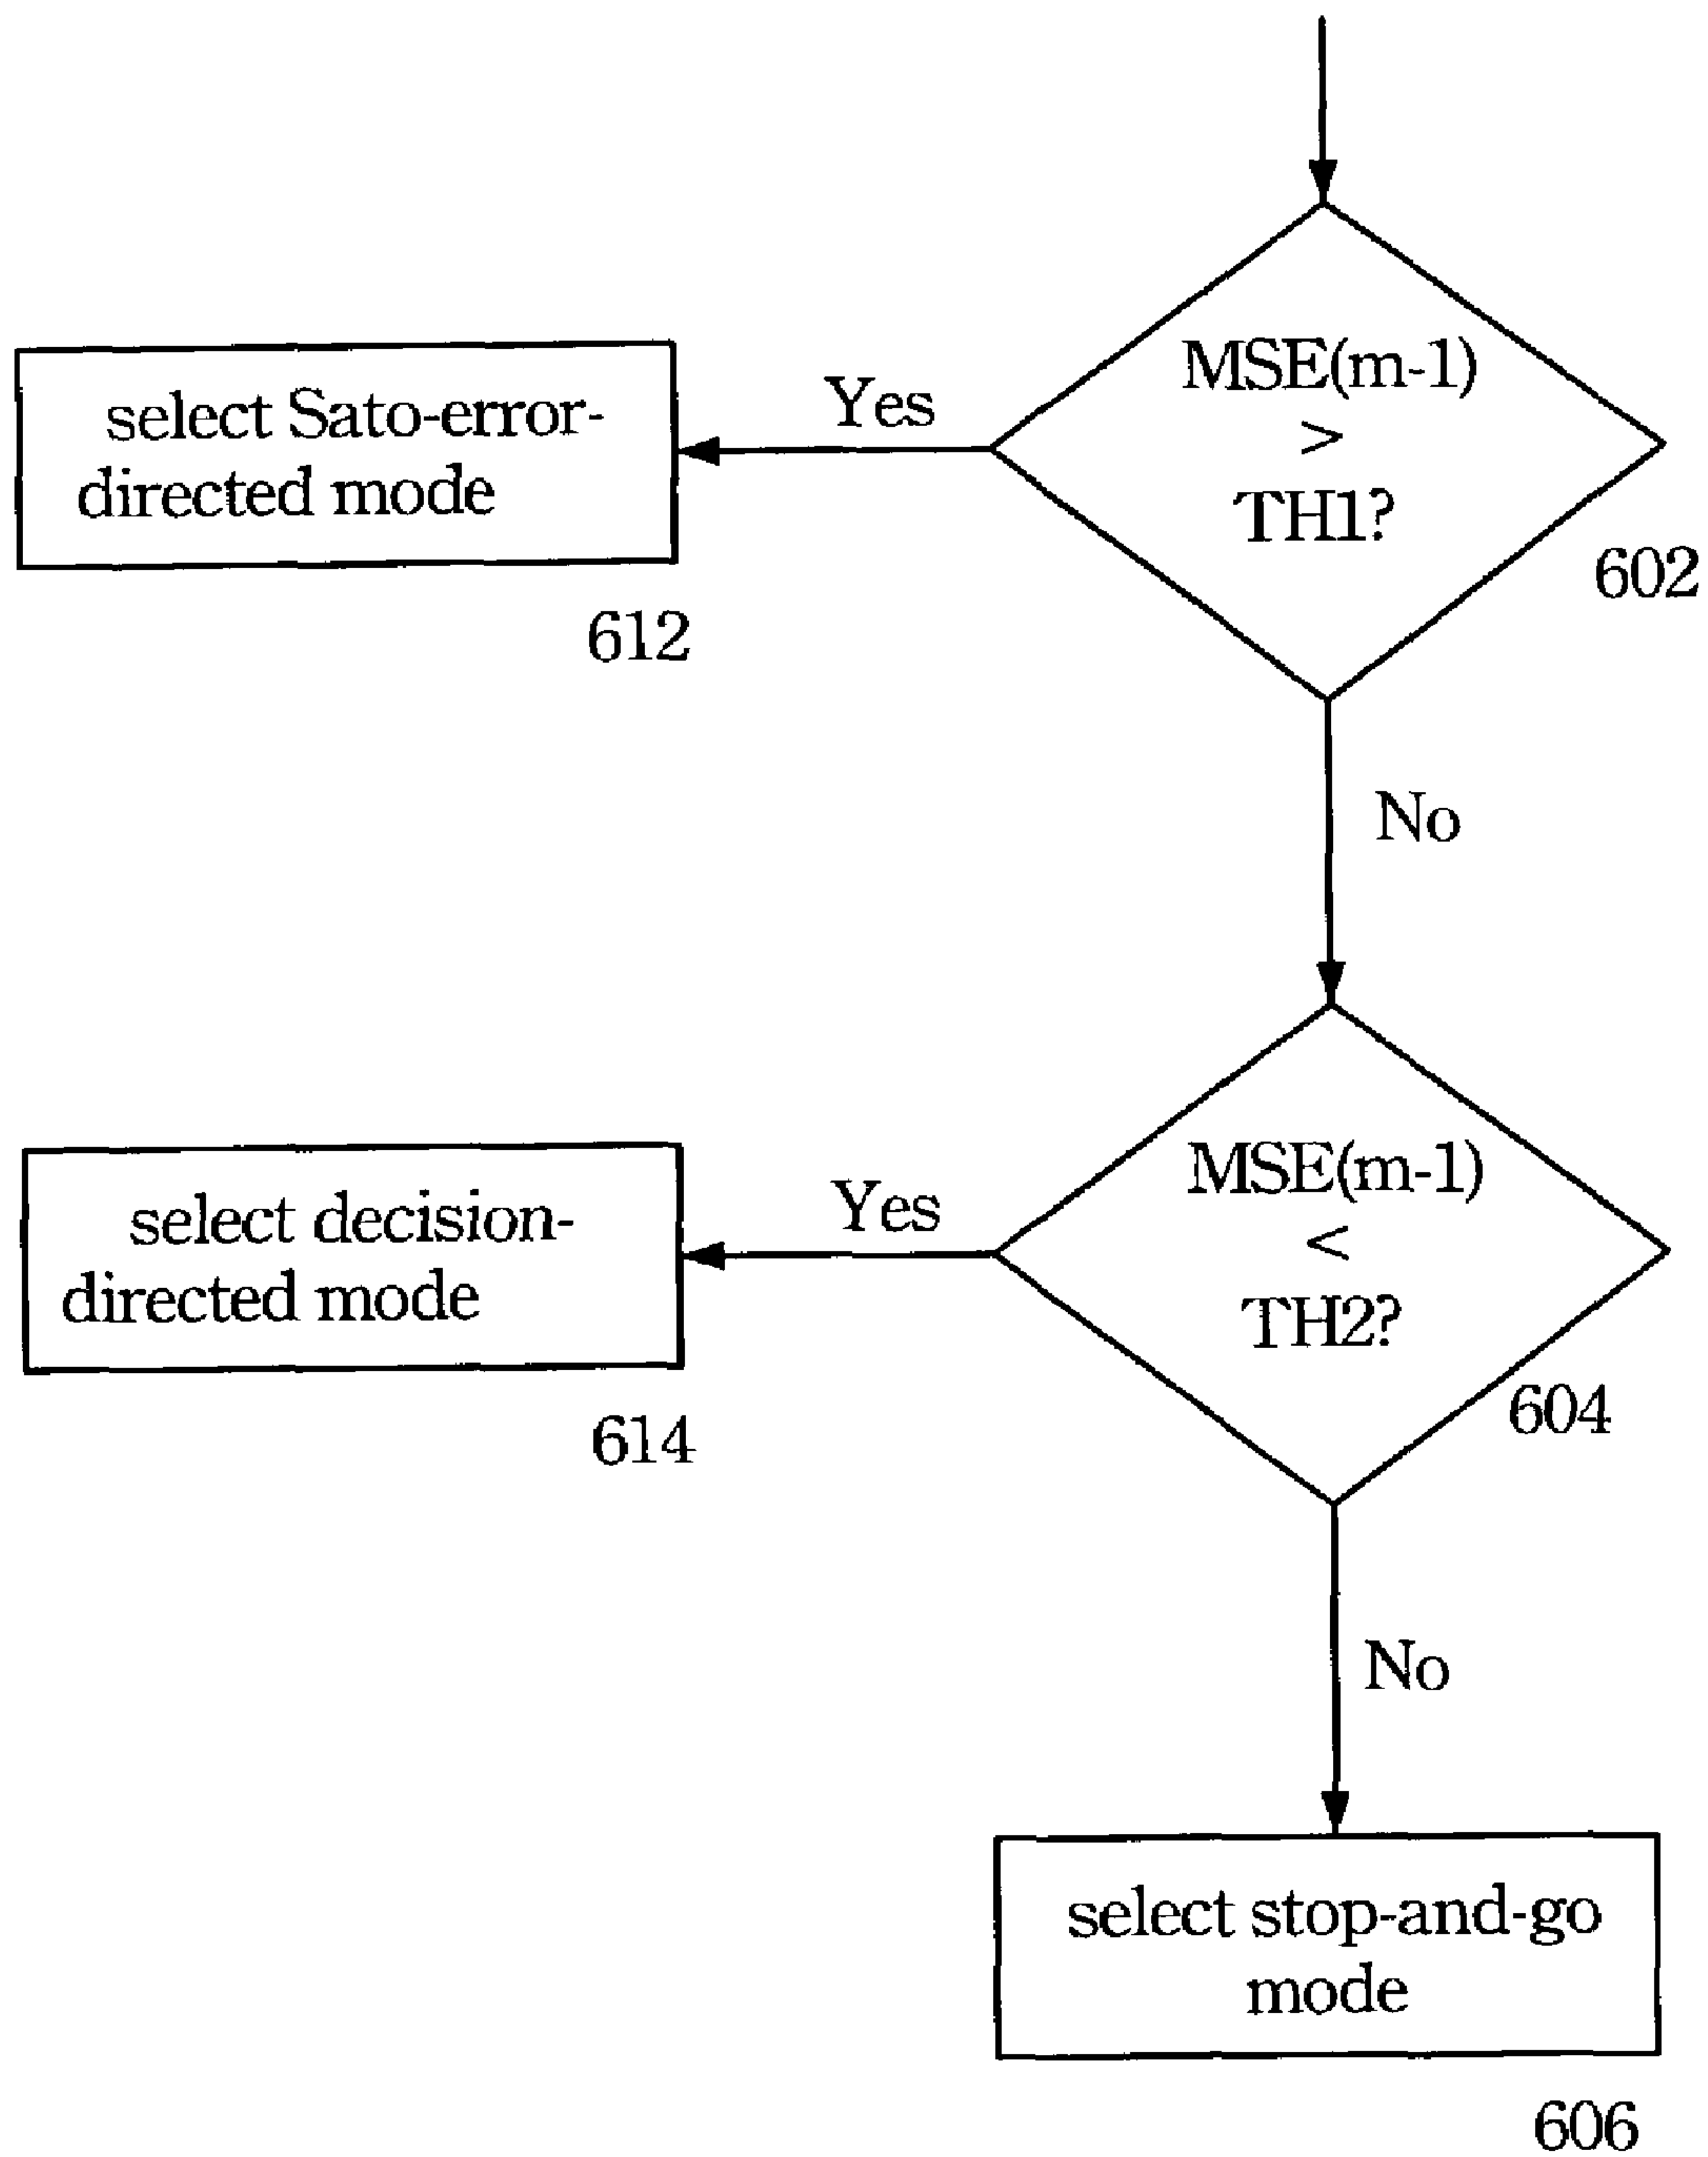 MSE(m-1)
>
TH1?
602
Yes
select Sato-error-
directed mode
612
No
MSE(m-1)
<
TH2?
604
Yes
select decision-
directed mode
614
No
select stop-and-go
mode
606